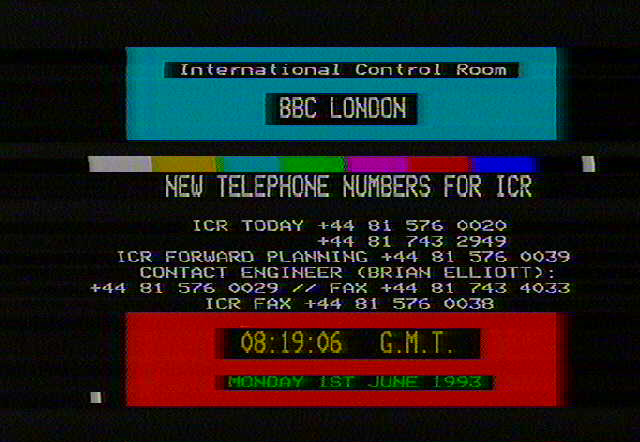 International Control Room
BBC LONDON
NEW TELEPHONE NUMBERS FOR ICR
ICR TODAY +44 81 576 0020
+44 81 743 2949
ICR FORWARD PLANNING +44 81 576 0039
CONTACT ENGINEER (BRIAN ELLIOTT):
+44 81 576 0029 // FAX +44 81 743 4033
ICR FAX +44 81 576 0038
08:19:06 G.M.T.
MONDAY 1ST JUNE 1993